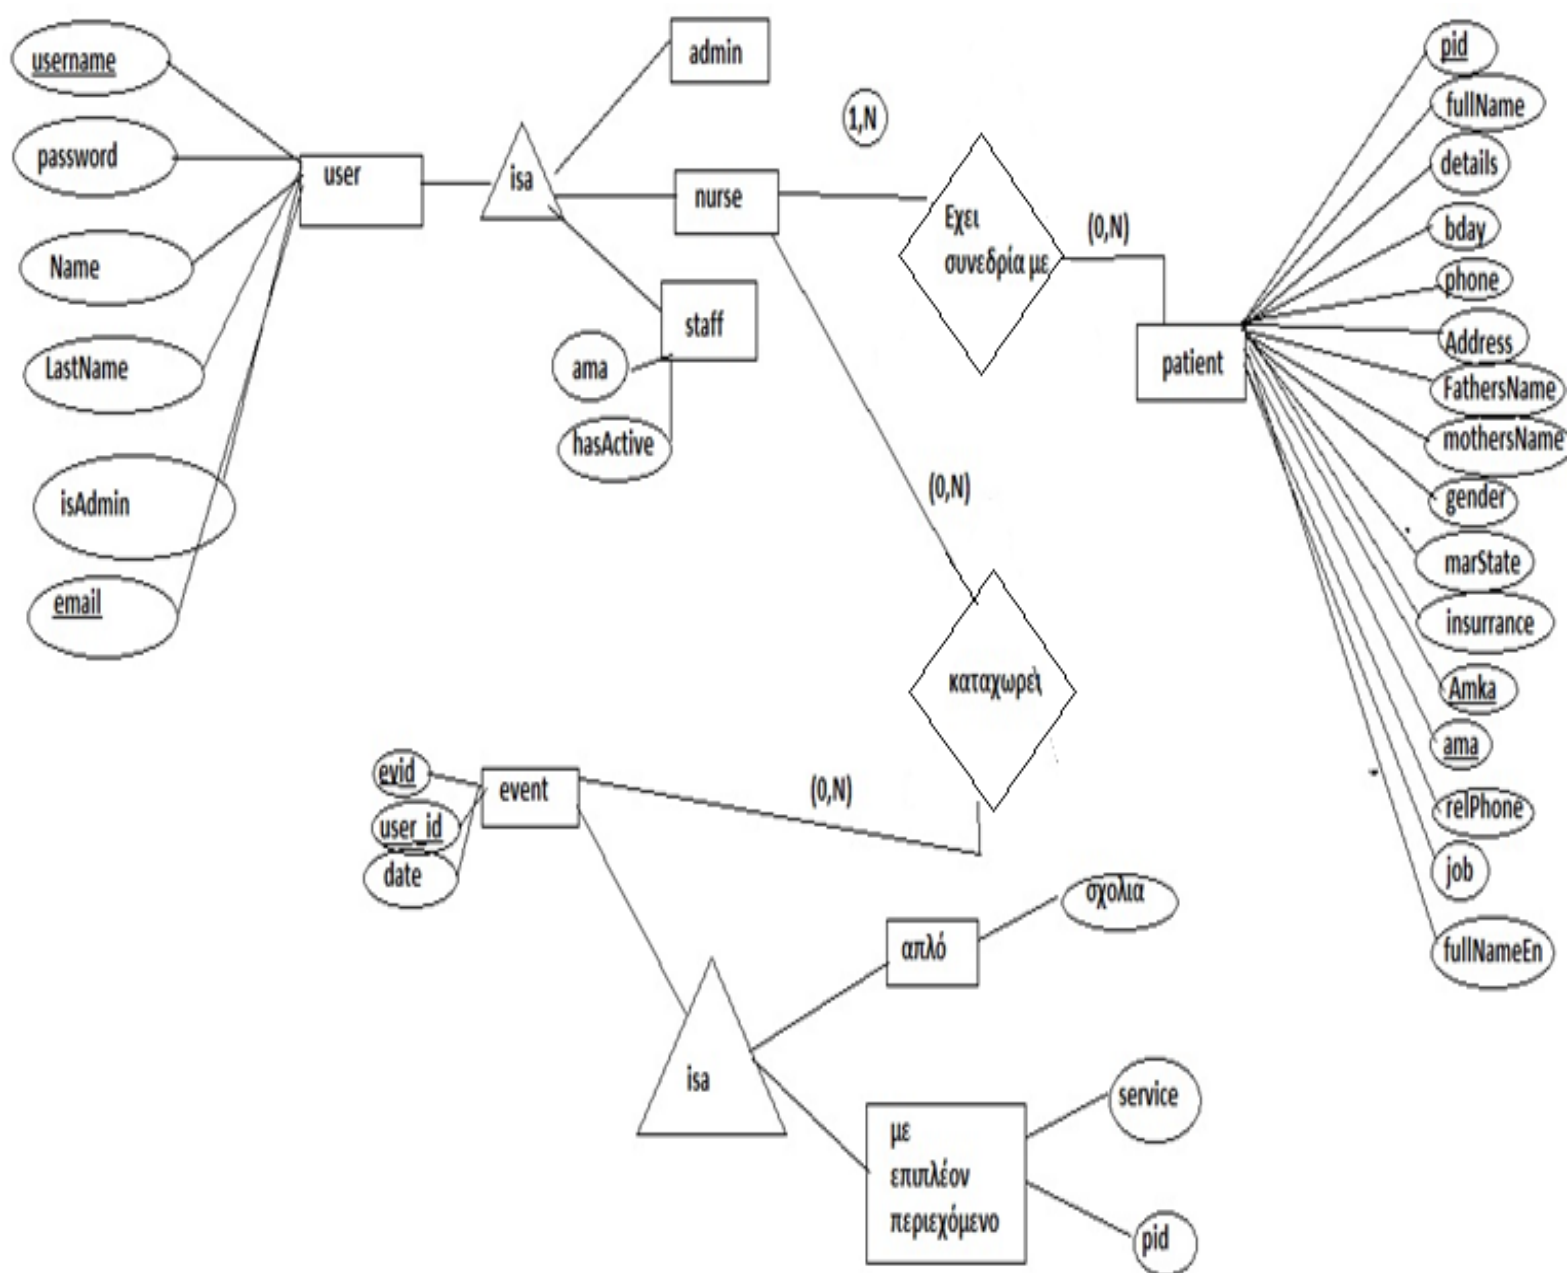 username
password
Name
LastName
isAdmin
email
user
isa
admin
nurse
staff
ama
hasActive
1,N
Εχει
συνεδρία με
(0,N)
patient
pid
fullName
details
bday
phone
Address
FathersName
mothersName
gender
marState
insurrance
Amka
ama
relPhone
job
fullNameEn
(0,N)
καταχωρεί
(0,N)
event
evid
user_id
date
isa
απλό
σχολια
με
επιπλέον
περιεχόμενο
service
pid